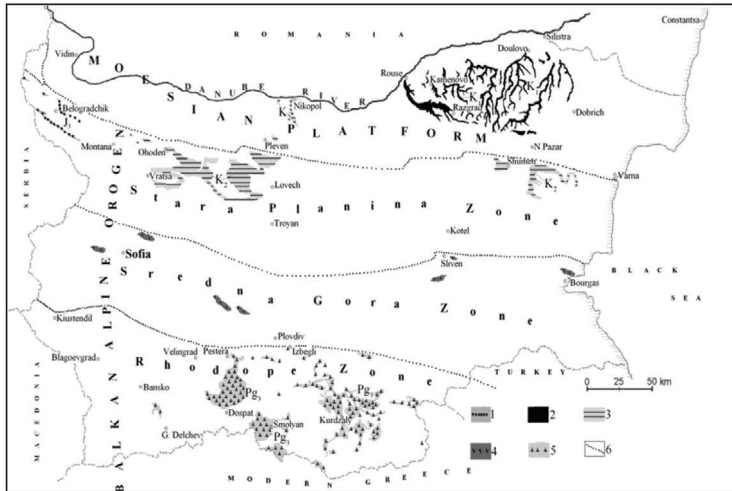 ROMANIA
Constantsa
Silistra
Vidin
Doulovo
MOESIAN PLATFORM
DANUBE RIVER
Rouse
Kamenovo
K
K
Nikopol
K
Razgrad
Dobrich
Belogradchik
J
Montana
Ohoden
Pleven
N.Pazar
Shumen
Varna
SERBIA
Vratsa
K₂
Lovech
K₂
Stara Planina Zone
Troyan
Kotel
BALKAN ALPINE OROGEN
Sofia
Sliven
Sredna Gora Zone
Bourgas
BLACK SEA
Kiustendil
Plovdiv
Blagoevgrad
Velingrad
Pestera
Izbegli
Rhodope Zone
TURKEY
0 25 50 km
Bansko
Pg₃
Pg₃
Dospat
Smolyan
Kurdzaly
G. Delchev
Pg₃
MACEDONIA
MODERN GREECE
1
2
3
4
5
6